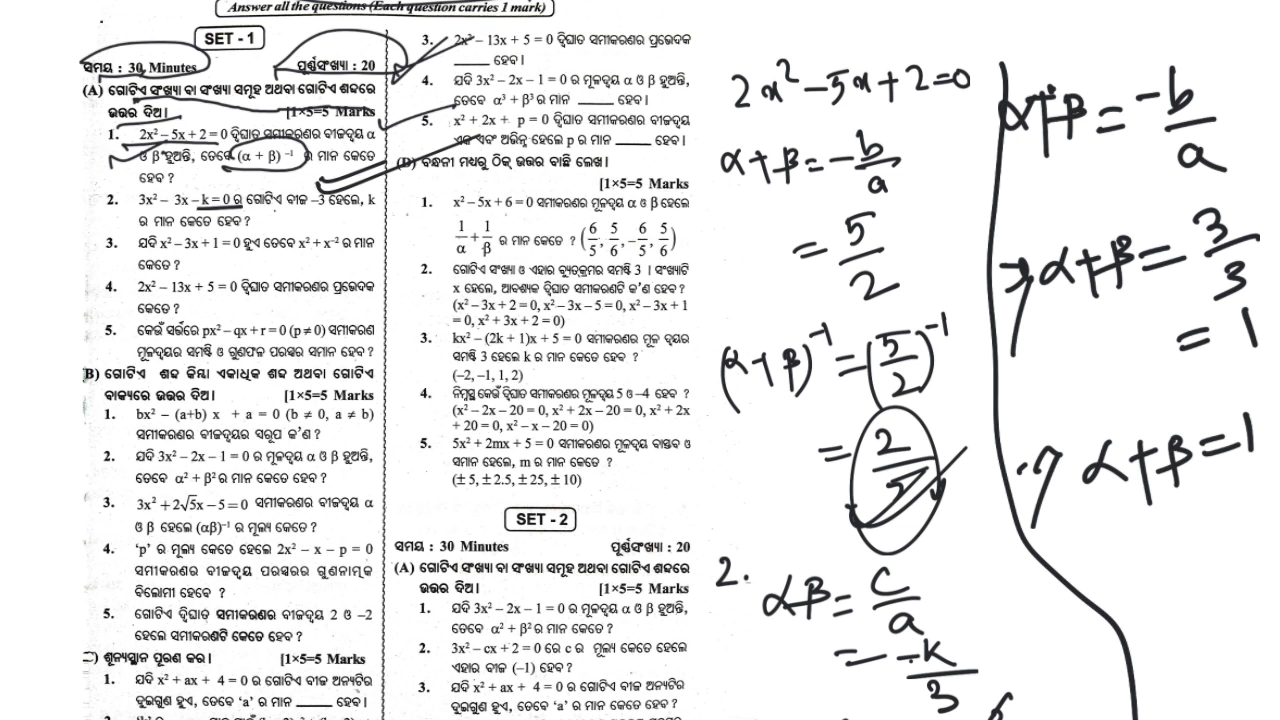 Answer all the questions (Each question carries 1 mark)
SET - 1
ସମୟ : 30 Minutes ପୂର୍ଣ୍ଣସଂଖ୍ୟା : 20
(A) ଗୋଟିଏ ସଂଖ୍ୟା ବା ସଂଖ୍ୟା ସମୂହ ଅଥବା ଗୋଟିଏ ଶବ୍ଦରେ
ଉତ୍ତର ଦିଅ। [1×5=5 Marks
1. 2x² – 5x + 2 = 0 ଦ୍ୱିଘାତ ସମୀକରଣର ବୀଜଦ୍ୱୟ α
ଓ β ହୁଅନ୍ତି, ତେବେ (α + β) ⁻¹ ର ମାନ କେତେ
ହେବ ?
2. 3x² – 3x – k = 0 ର ଗୋଟିଏ ବୀଜ –3 ହେଲେ, k
ର ମାନ କେତେ ହେବ ?
3. ଯଦି x² – 3x + 1 = 0 ହୁଏ ତେବେ x² + x⁻² ର ମାନ
କେତେ ?
4. 2x² – 13x + 5 = 0 ଦ୍ୱିଘାତ ସମୀକରଣର ପ୍ରଭେଦକ
କେତେ ?
5. କେଉଁ ସର୍ତ୍ତରେ px² – qx + r = 0 (p ≠ 0) ସମୀକରଣ
ମୂଳଦ୍ୱୟର ସମଷ୍ଟି ଓ ଗୁଣଫଳ ପରସ୍ପର ସମାନ ହେବ ?
B) ଗୋଟିଏ ଶବ୍ଦ କିମ୍ବା ଏକାଧିକ ଶବ୍ଦ ଅଥବା ଗୋଟିଏ
ବାକ୍ୟରେ ଉତ୍ତର ଦିଅ। [1×5=5 Marks
1. bx² – (a+b) x + a = 0 (b ≠ 0, a ≠ b)
ସମୀକରଣର ବୀଜଦ୍ୱୟର ସ୍ୱରୂପ କ'ଣ ?
2. ଯଦି 3x² – 2x – 1 = 0 ର ମୂଳଦ୍ୱୟ α ଓ β ହୁଅନ୍ତି,
ତେବେ α² + β² ର ମାନ କେତେ ହେବ ?
3. 3x² + 2√5x – 5 = 0 ସମୀକରଣର ବୀଜଦ୍ୱୟ α
ଓ β ହେଲେ (αβ)⁻¹ ର ମୂଲ୍ୟ କେତେ ?
4. ‘p’ ର ମୂଲ୍ୟ କେତେ ହେଲେ 2x² – x – p = 0
ସମୀକରଣର ବୀଜଦ୍ୱୟ ପରସ୍ପରର ଗୁଣନାତ୍ମକ
ବିଲୋମୀ ହେବେ ?
5. ଗୋଟିଏ ଦ୍ୱିଘାତ ସମୀକରଣର ବୀଜଦ୍ୱୟ 2 ଓ –2
ହେଲେ ସମୀକରଣଟି କେତେ ହେବ ?
) ଶୂନ୍ୟସ୍ଥାନ ପୂରଣ କର। [1×5=5 Marks
1. ଯଦି x² + ax + 4 = 0 ର ଗୋଟିଏ ବୀଜ ଅନ୍ୟଟିର
ଦୁଇଗୁଣ ହୁଏ, ତେବେ ‘a’ ର ମାନ _____ ହେବ।
3. 2x² – 13x + 5 = 0 ଦ୍ୱିଘାତ ସମୀକରଣର ପ୍ରଭେଦକ
_____ ହେବ।
4. ଯଦି 3x² – 2x – 1 = 0 ର ମୂଳଦ୍ୱୟ α ଓ β ହୁଅନ୍ତି,
ତେବେ α³ + β³ ର ମାନ _____ ହେବ।
5. x² + 2x + p = 0 ଦ୍ୱିଘାତ ସମୀକରଣର ବୀଜଦ୍ୱୟ
ଏକ ଏବଂ ଅଭିନ୍ନ ହେଲେ p ର ମାନ _____ ହେବ।
(D) ବନ୍ଧନୀ ମଧ୍ୟରୁ ଠିକ୍ ଉତ୍ତର ବାଛି ଲେଖ।
[1×5=5 Marks
1. x² – 5x + 6 = 0 ସମୀକରଣର ମୂଳଦ୍ୱୟ α ଓ β ହେଲେ
1/α + 1/β ର ମାନ କେତେ ? (6/5, 5/6, –6/5, 5/6)
2. ଗୋଟିଏ ସଂଖ୍ୟା ଓ ଏହାର ବ୍ୟୁତକ୍ରମର ସମଷ୍ଟି 3 । ସଂଖ୍ୟାଟି
x ହେଲେ, ଆବଶ୍ୟକ ଦ୍ୱିଘାତ ସମୀକରଣଟି କ'ଣ ହେବ ?
(x² – 3x + 2 = 0, x² – 3x – 5 = 0, x² – 3x + 1
= 0, x² + 3x + 2 = 0)
3. kx² – (2k + 1)x + 5 = 0 ସମୀକରଣର ମୂଳ ଦ୍ୱୟର
ସମଷ୍ଟି 3 ହେଲେ k ର ମାନ କେତେ ହେବ ?
(–2, –1, 1, 2)
4. ନିମ୍ନସ୍ଥ କେଉଁ ଦ୍ୱିଘାତ ସମୀକରଣର ମୂଳଦ୍ୱୟ 5 ଓ –4 ହେବ ?
(x² – 2x – 20 = 0, x² + 2x – 20 = 0, x² + 2x
+ 20 = 0, x² – x – 20 = 0)
5. 5x² + 2mx + 5 = 0 ସମୀକରଣର ମୂଳଦ୍ୱୟ ବାସ୍ତବ ଓ
ସମାନ ହେଲେ, m ର ମାନ କେତେ ?
(± 5, ± 2.5, ± 25, ± 10)
SET - 2
ସମୟ : 30 Minutes ପୂର୍ଣ୍ଣସଂଖ୍ୟା : 20
(A) ଗୋଟିଏ ସଂଖ୍ୟା ବା ସଂଖ୍ୟା ସମୂହ ଅଥବା ଗୋଟିଏ ଶବ୍ଦରେ
ଉତ୍ତର ଦିଅ। [1×5=5 Marks
1. ଯଦି 3x² – 2x – 1 = 0 ର ମୂଳଦ୍ୱୟ α ଓ β ହୁଅନ୍ତି,
ତେବେ α² + β² ର ମାନ କେତେ ?
2. 3x² – cx + 2 = 0 ରେ c ର ମୂଲ୍ୟ କେତେ ହେଲେ
ଏହାର ବୀଜ (–1) ହେବ ?
3. ଯଦି x² + ax + 4 = 0 ର ଗୋଟିଏ ବୀଜ ଅନ୍ୟଟିର
ଦୁଇଗୁଣ ହୁଏ, ତେବେ ‘a’ ର ମାନ କେତେ ହେବ ?
2x² – 5x + 2 = 0
α + β = – b/a
= 5/2
(α + β)⁻¹ = (5/2)⁻¹
= 2/5
2. αβ = c/a
= –k/3
α + β = –b/a
⇒ α + β = 3/3
= 1
⇒ α + β = 1